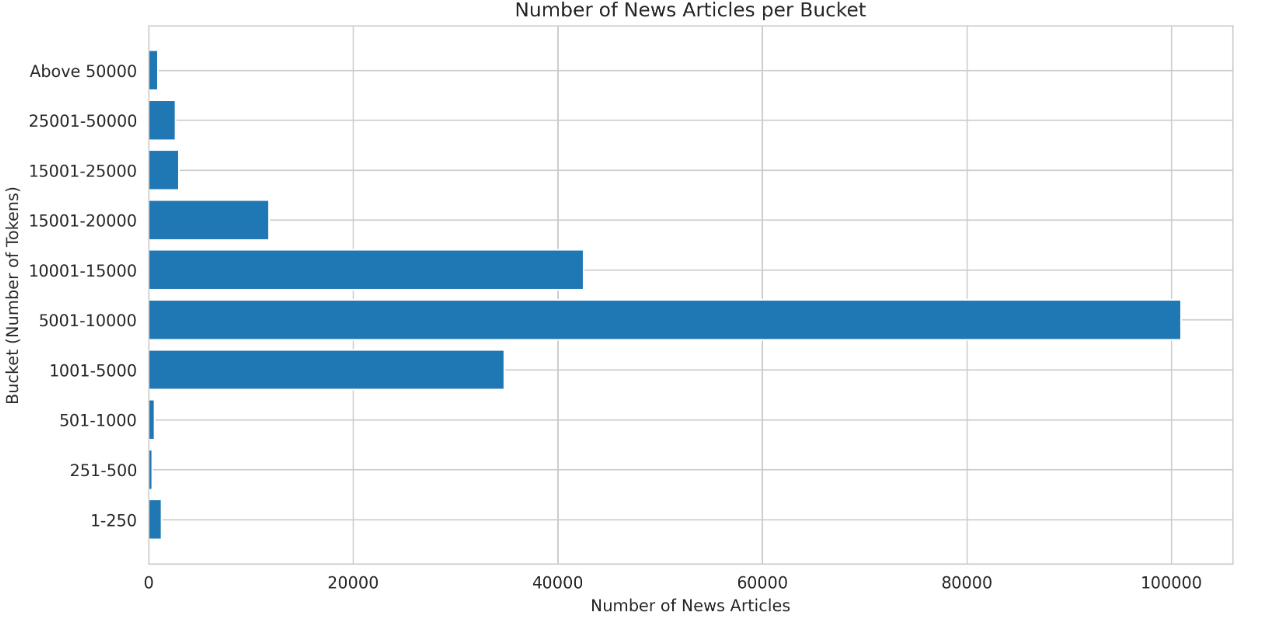 Number of News Articles per Bucket
Bucket (Number of Tokens)
Above 50000
25001-50000
15001-25000
15001-20000
10001-15000
5001-10000
1001-5000
501-1000
251-500
1-250
0 20000 40000 60000 80000 100000
Number of News Articles